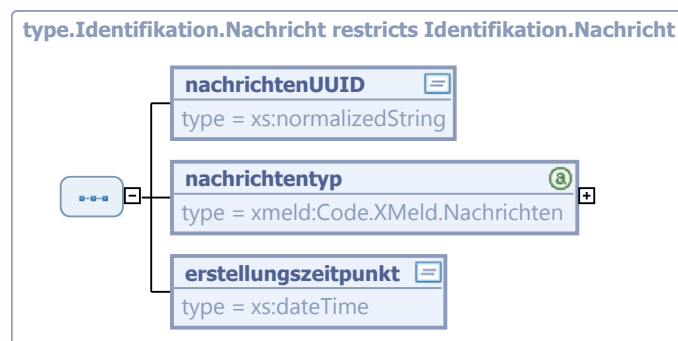 type.Identifikation.Nachricht restricts Identifikation.Nachricht
nachrichtenUUID
type = xs:normalizedString
nachrichtentyp
type = xmeld:Code.XMeld.Nachrichten
erstellungszeitpunkt
type = xs:dateTime